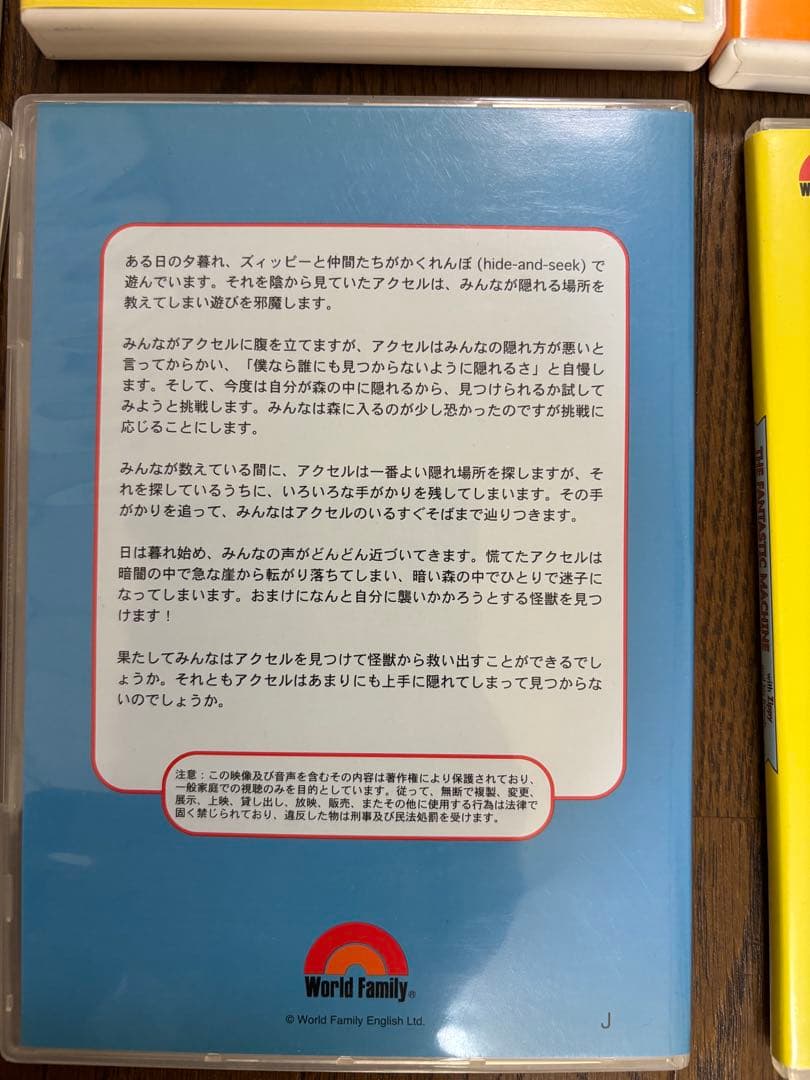 ある日の夕暮れ、ズィッピーと仲間たちがかくれんぼ (hide-and-seek) で
遊んでいます。それを陰から見ていたアクセルは、みんなが隠れる場所を
教えてしまい遊びを邪魔します。
みんながアクセルに腹を立てますが、アクセルはみんなの隠れ方が悪いと
言ってからかい、「僕なら誰にも見つからないように隠れるさ」と自慢し
ます。そして、今度は自分が森の中に隠れるから、見つけられるか試して
みようと挑戦します。みんなは森に入るのが少し恐かったのですが挑戦に
応じることにします。
みんなが数えている間に、アクセルは一番よい隠れ場所を探しますが、そ
れを探しているうちに、いろいろな手がかりを残してしまいます。その手
がかりを追って、みんなはアクセルのいるすぐそばまで辿りつきます。
日は暮れ始め、みんなの声がどんどん近づいてきます。慌てたアクセルは
暗闇の中で急な崖から転がり落ちてしまい、暗い森の中でひとりで迷子に
なってしまいます。おまけになんと自分に襲いかかろうとする怪獣を見つ
けます！
果たしてみんなはアクセルを見つけて怪獣から救い出すことができるでし
ょうか。それともアクセルはあまりにも上手に隠れてしまって見つからな
いのでしょうか。
注意：この映像及び音声を含むその内容は著作権により保護されており、
一般家庭での視聴のみを目的としています。従って、無断で複製、変更、
展示、上映、貸し出し、放映、販売、またその他に使用する行為は法律で
固く禁じられており、違反した物は刑事及び民法処罰を受けます。
World Family®
© World Family English Ltd.
J
THE FANTASTIC MACHINE
with Zippy